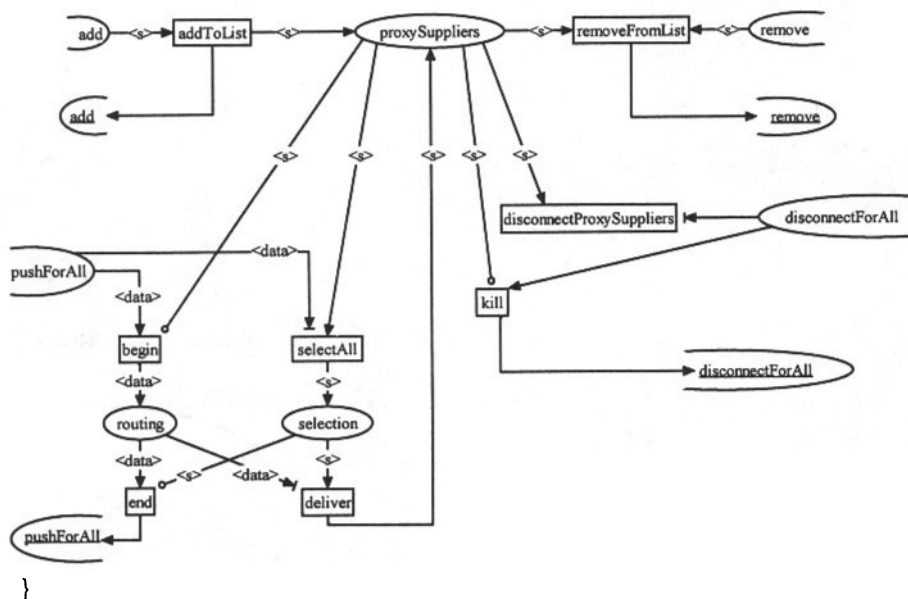 add <s> addToList <s> proxySuppliers <s> removeFromList <s> remove
add
remove
<s> <s> <s> <s> <s>
disconnectProxySuppliers
disconnectForAll
<data>
pushForAll
<data>
kill
begin
selectAll
disconnectForAll
<data> <s>
routing
selection
<data> <s> <data> <s>
end
deliver
pushForAll
}